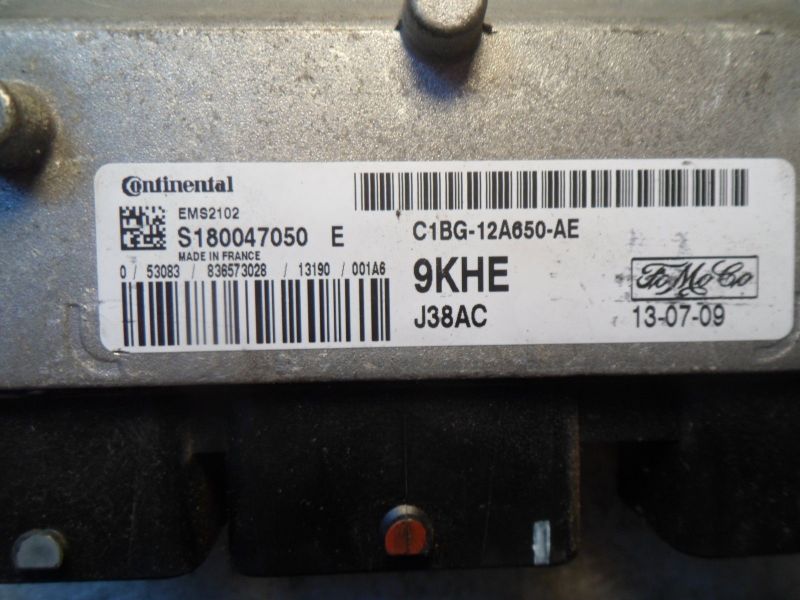 Continental
EMS2102
S180047050 E
MADE IN FRANCE
0 / 53083 / 836573028 / 13190 / 001A6
C1BG-12A650-AE
9KHE
J38AC
FoMoCo
13-07-09